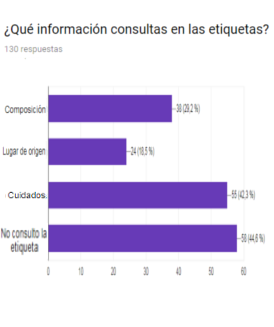 ¿Qué información consultas en las etiquetas?
130 respuestas
Composición
38 (29,2 %)
Lugar de origen
24 (18,5 %)
Cuidados.
55 (42,3 %)
No consulto la
etiqueta
58 (44,6 %)
0 10 20 30 40 50 60